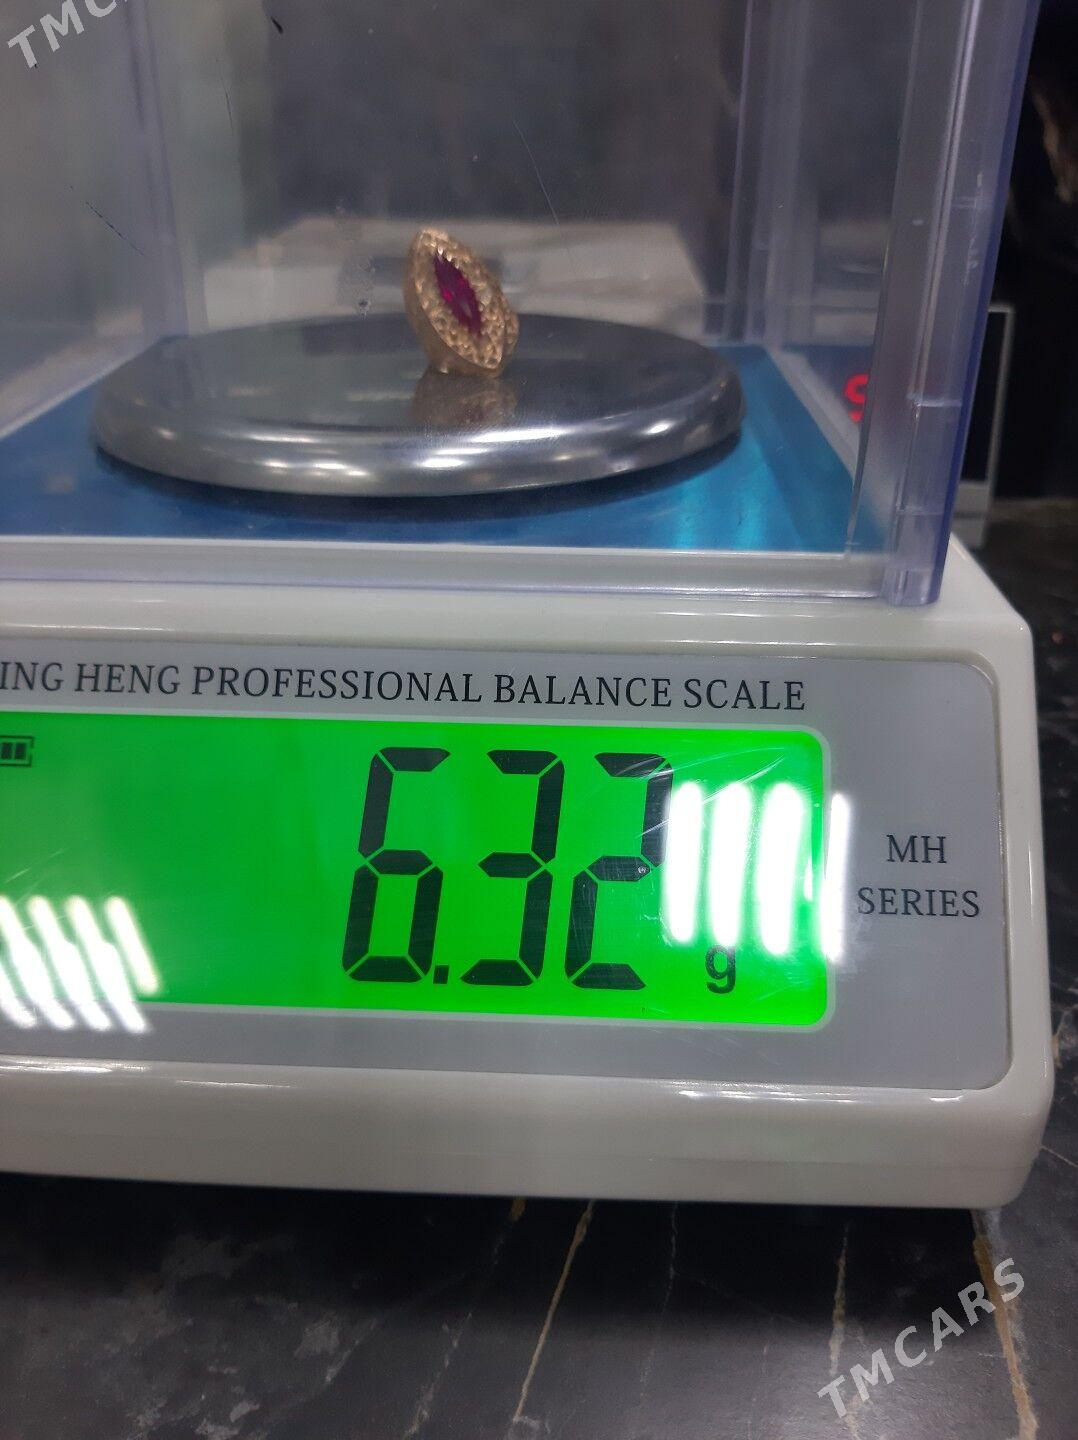 TMC
ING HENG PROFESSIONAL BALANCE SCALE
6.32
g
MH
SERIES
TMCARS